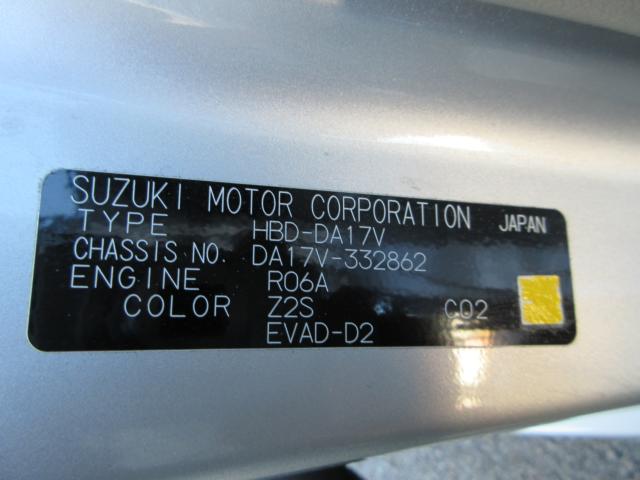 SUZUKI MOTOR CORPORATION JAPAN
TYPE HBD-DA17V
CHASSIS NO. DA17V-332862
ENGINE R06A
COLOR Z2S C02
EVAD-D2